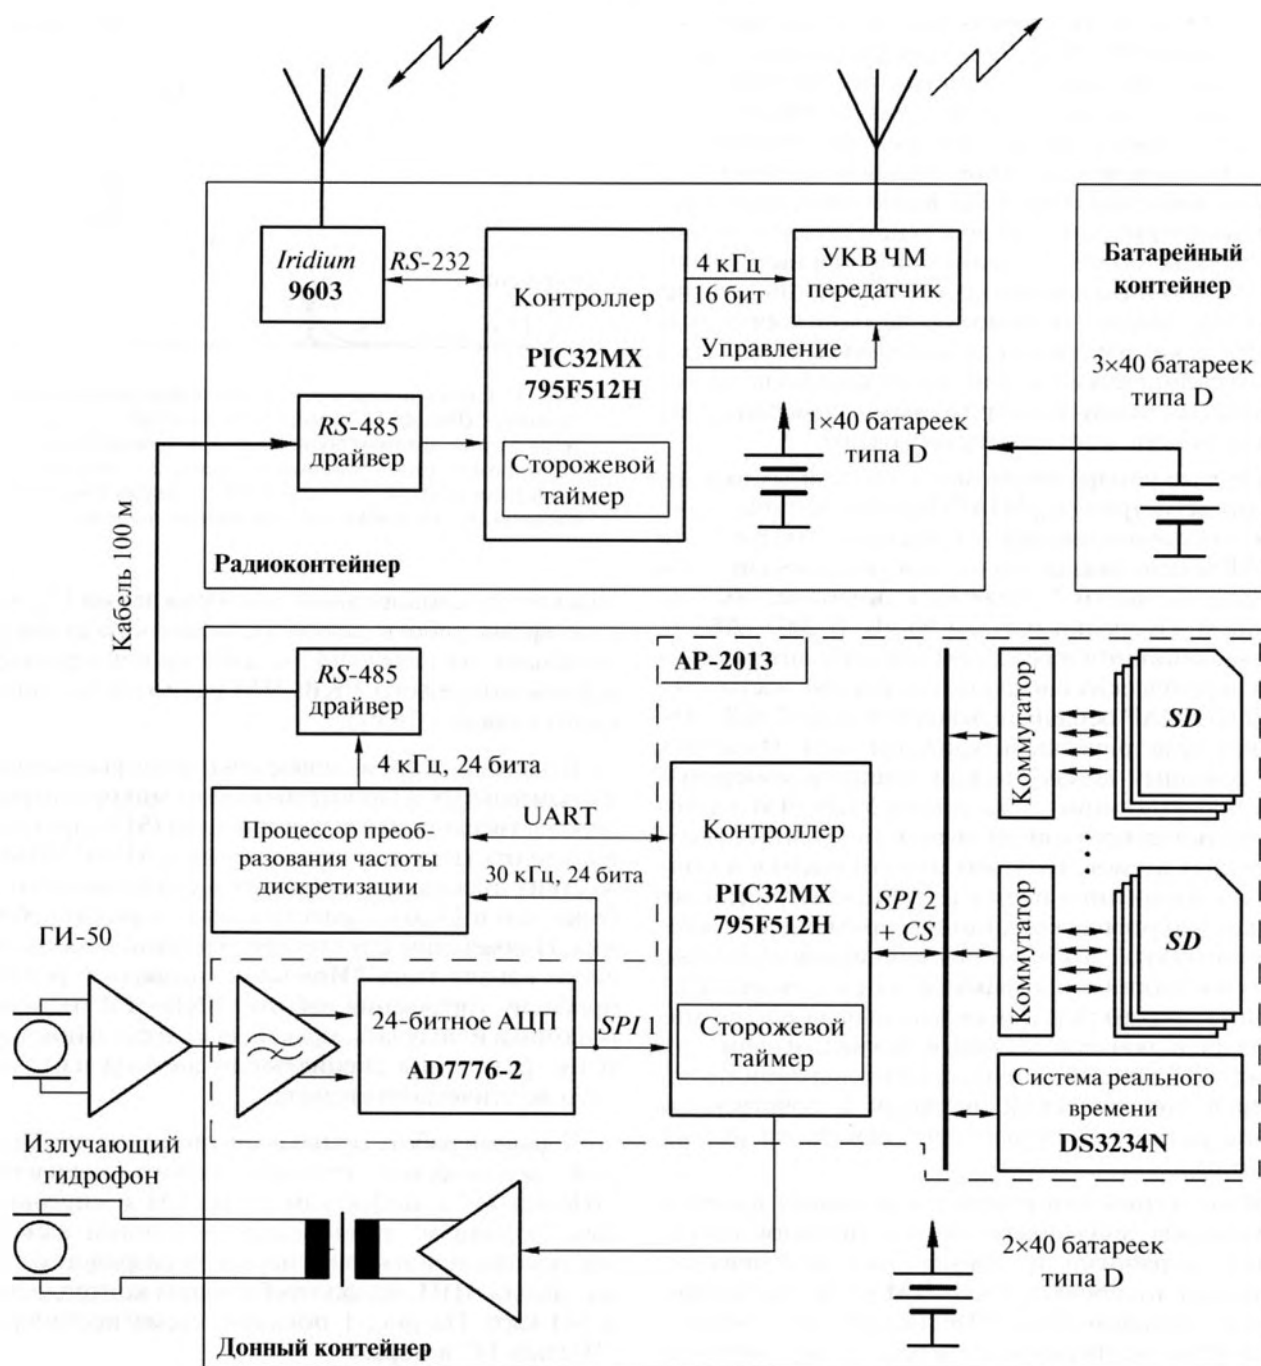 Iridium
9603
RS-232
Контроллер
PIC32MX
795F512H
Сторожевой
таймер
4 кГц
16 бит
УКВ ЧМ
передатчик
Управление
RS-485
драйвер
1×40 батареек
типа D
Радиоконтейнер
Батарейный
контейнер
3×40 батареек
типа D
Кабель 100 м
RS-485
драйвер
4 кГц, 24 бита
Процессор преоб-
разования частоты
дискретизации
UART
30 кГц, 24 бита
АР-2013
Контроллер
PIC32MX
795F512H
Сторожевой
таймер
SPI 2
+ CS
Коммутатор
SD
Коммутатор
SD
Система реального
времени
DS3234N
ГИ-50
24-битное АЦП
AD7776-2
SPI 1
Излучающий
гидрофон
2×40 батареек
типа D
Донный контейнер